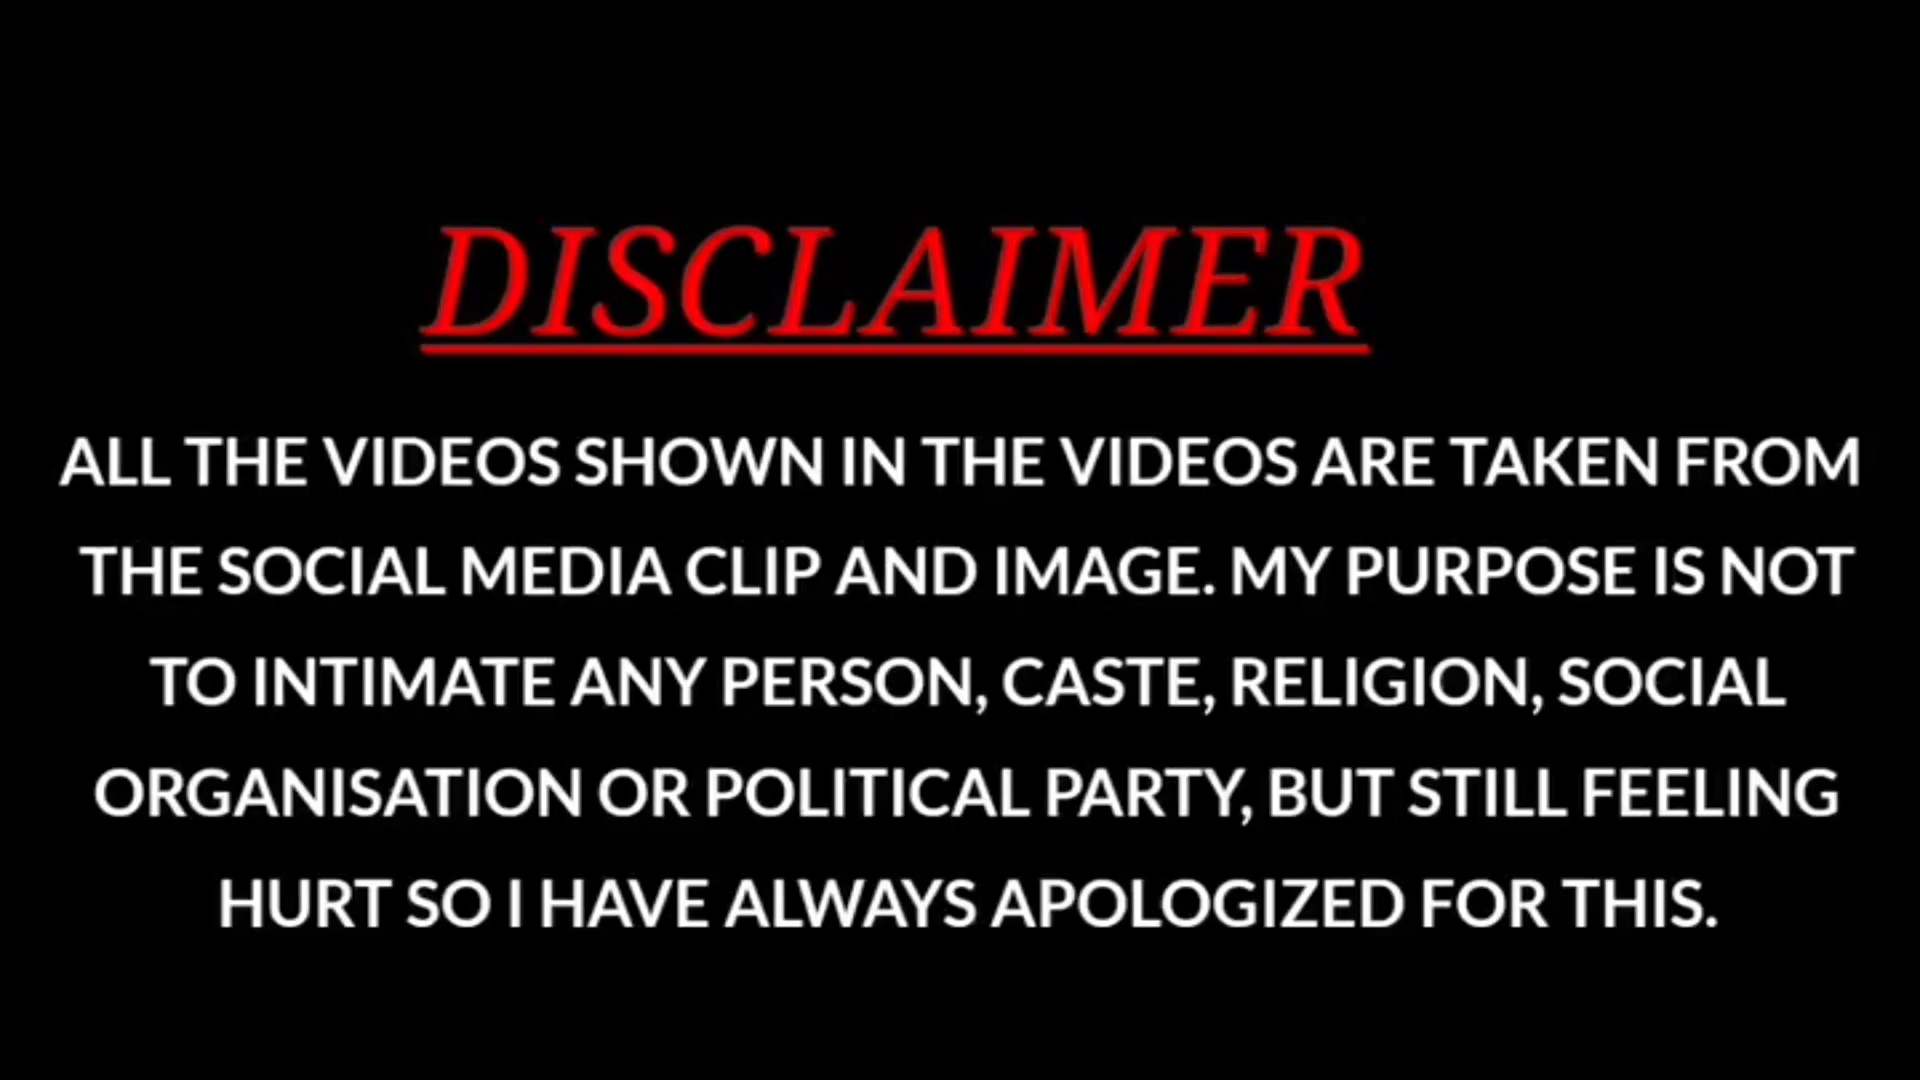 DISCLAIMER
ALL THE VIDEOS SHOWN IN THE VIDEOS ARE TAKEN FROM
THE SOCIAL MEDIA CLIP AND IMAGE. MY PURPOSE IS NOT
TO INTIMATE ANY PERSON, CASTE, RELIGION, SOCIAL
ORGANISATION OR POLITICAL PARTY, BUT STILL FEELING
HURT SO I HAVE ALWAYS APOLOGIZED FOR THIS.